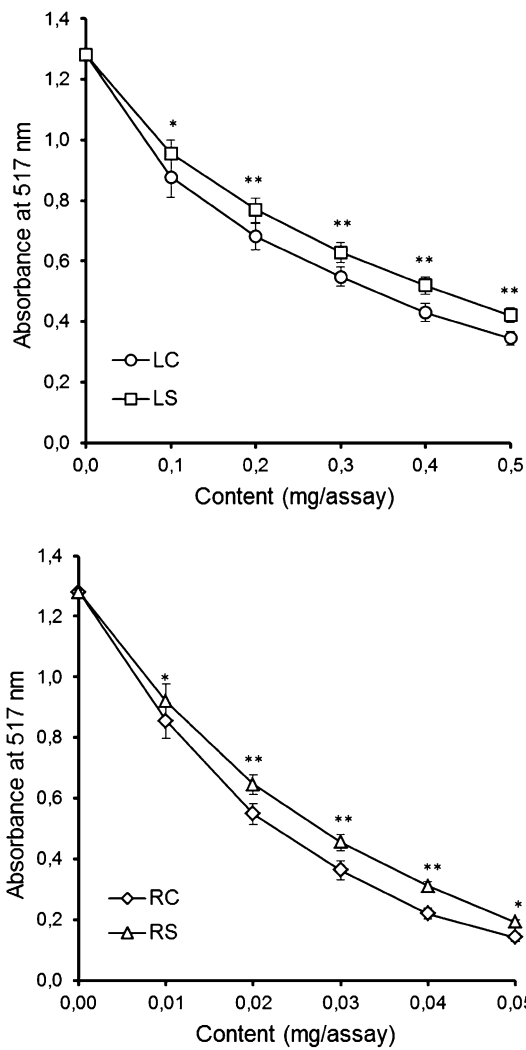 1,4
1,2
1,0
0,8
0,6
0,4
0,2
0,0
Absorbance at 517 nm
*
**
**
**
**
LC
LS
0,0 0,1 0,2 0,3 0,4 0,5
Content (mg/assay)
1,4
1,2
1,0
0,8
0,6
0,4
0,2
0,0
Absorbance at 517 nm
*
**
**
**
*
RC
RS
0,00 0,01 0,02 0,03 0,04 0,05
Content (mg/assay)